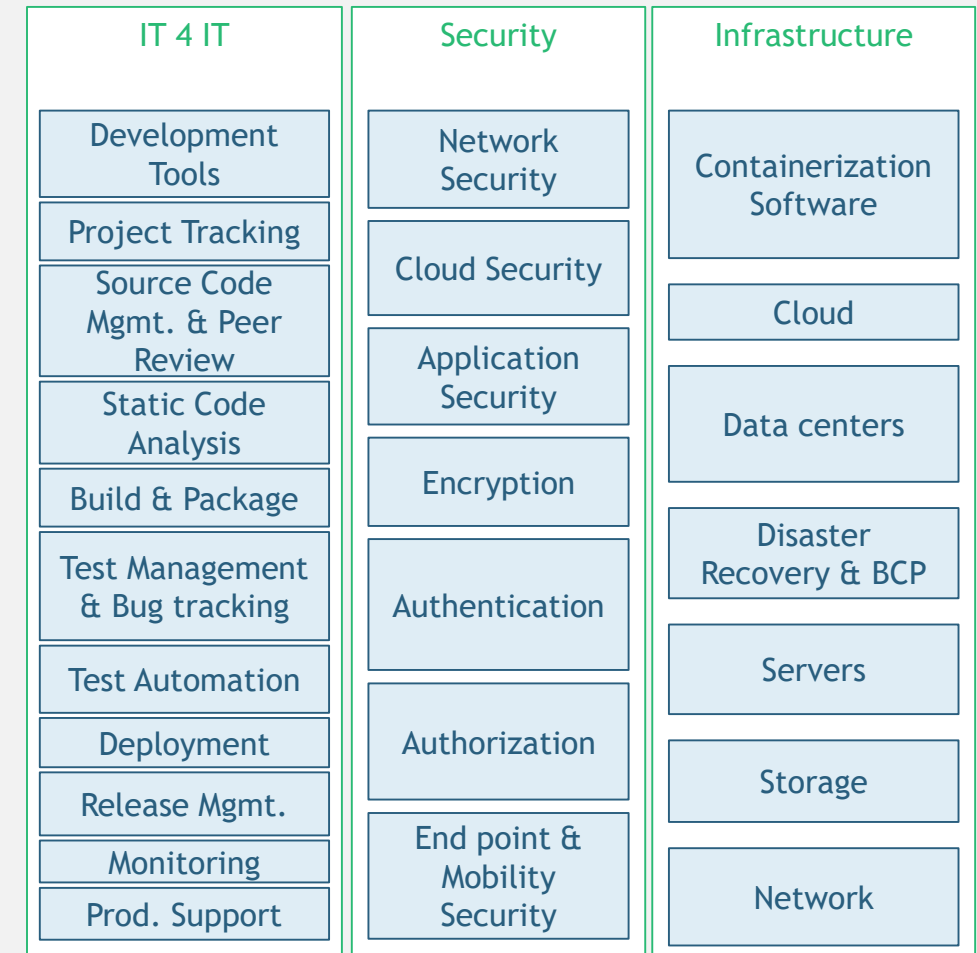 IT 4 IT
Development
Tools
Project Tracking
Source Code
Mgmt. & Peer
Review
Static Code
Analysis
Build & Package
Test Management
& Bug tracking
Test Automation
Deployment
Release Mgmt.
Monitoring
Prod. Support
Security
Network
Security
Cloud Security
Application
Security
Encryption
Authentication
Authorization
End point &
Mobility
Security
Infrastructure
Containerization
Software
Cloud
Data centers
Disaster
Recovery & BCP
Servers
Storage
Network